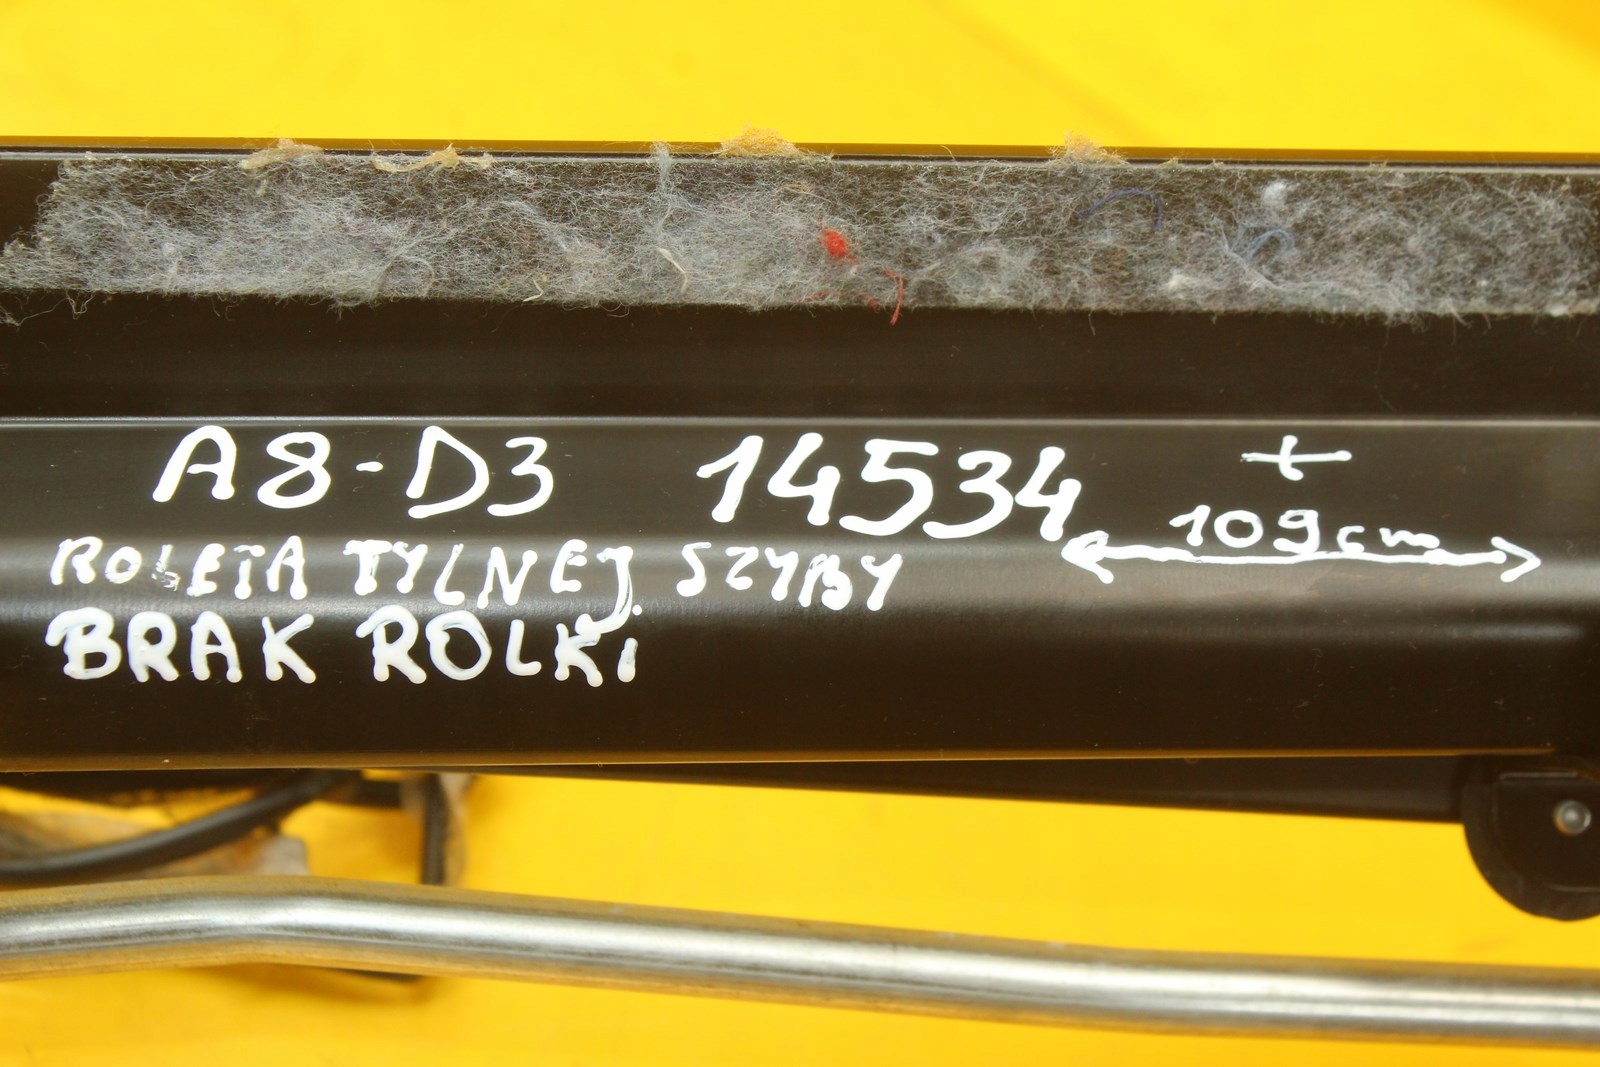 A8-D3 14534 +
109cm
ROLETA TYLNEJ SZYBY
BRAK ROLKI